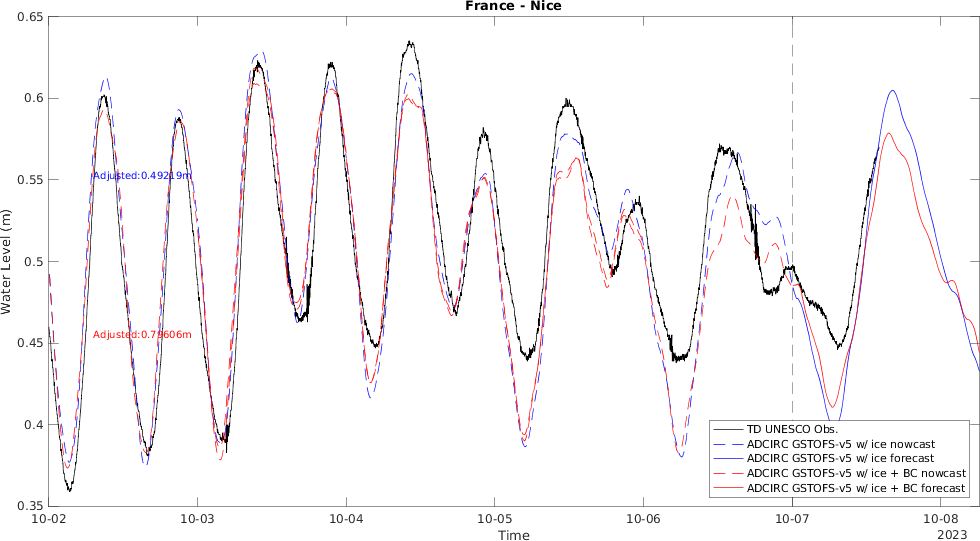 France - Nice
0.65
0.6
0.55
0.5
0.45
0.4
0.35
Water Level (m)
Adjusted:0.49219m
Adjusted:0.79606m
TD UNESCO Obs.
ADCIRC GSTOFS-v5 w/ ice nowcast
ADCIRC GSTOFS-v5 w/ ice forecast
ADCIRC GSTOFS-v5 w/ ice + BC nowcast
ADCIRC GSTOFS-v5 w/ ice + BC forecast
10-02 10-03 10-04 10-05 10-06 10-07 10-08
Time
2023